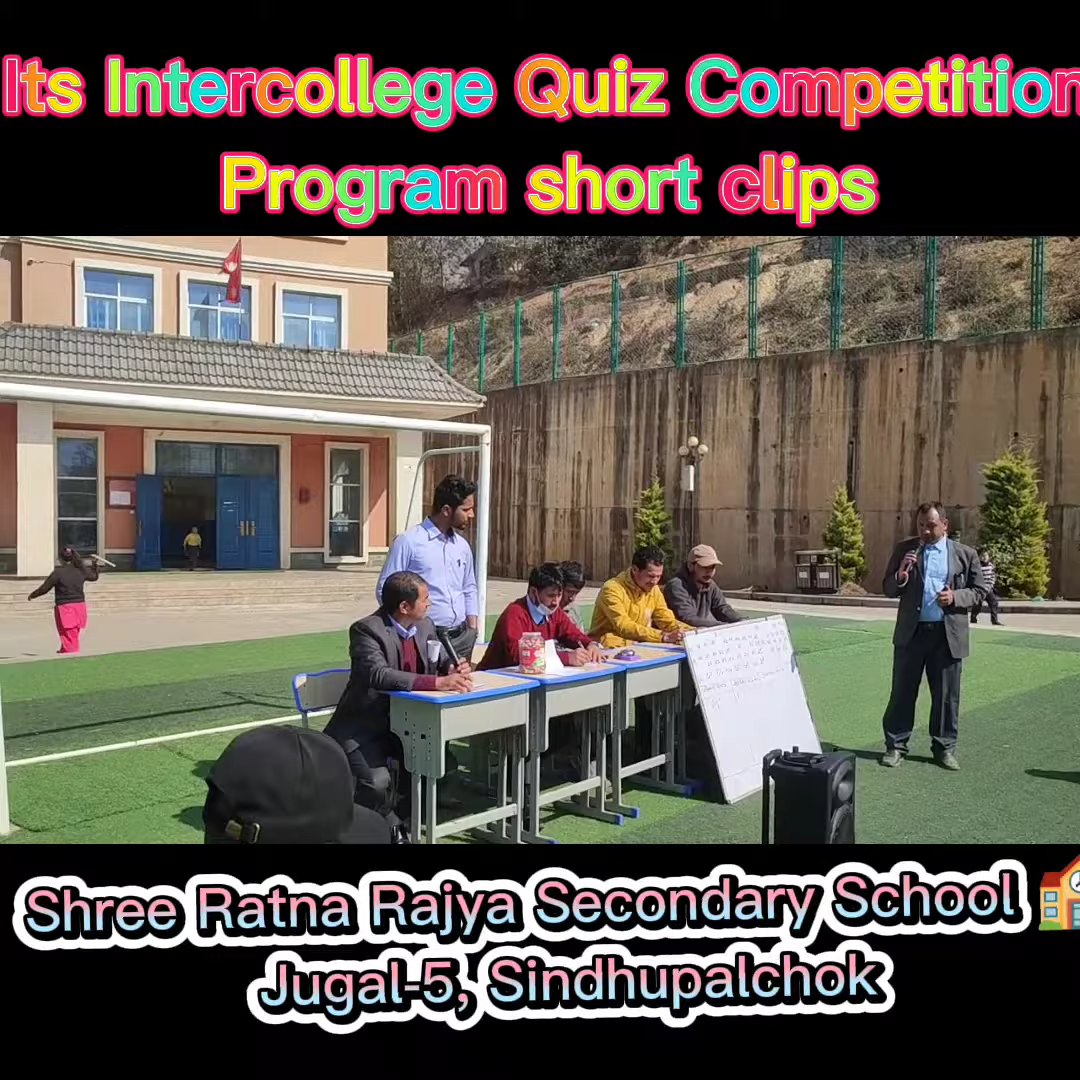 Its Intercollege Quiz Competition
Program short clips
Shree Ratna Rajya Secondary School 🏫
Jugal-5, Sindhupalchok